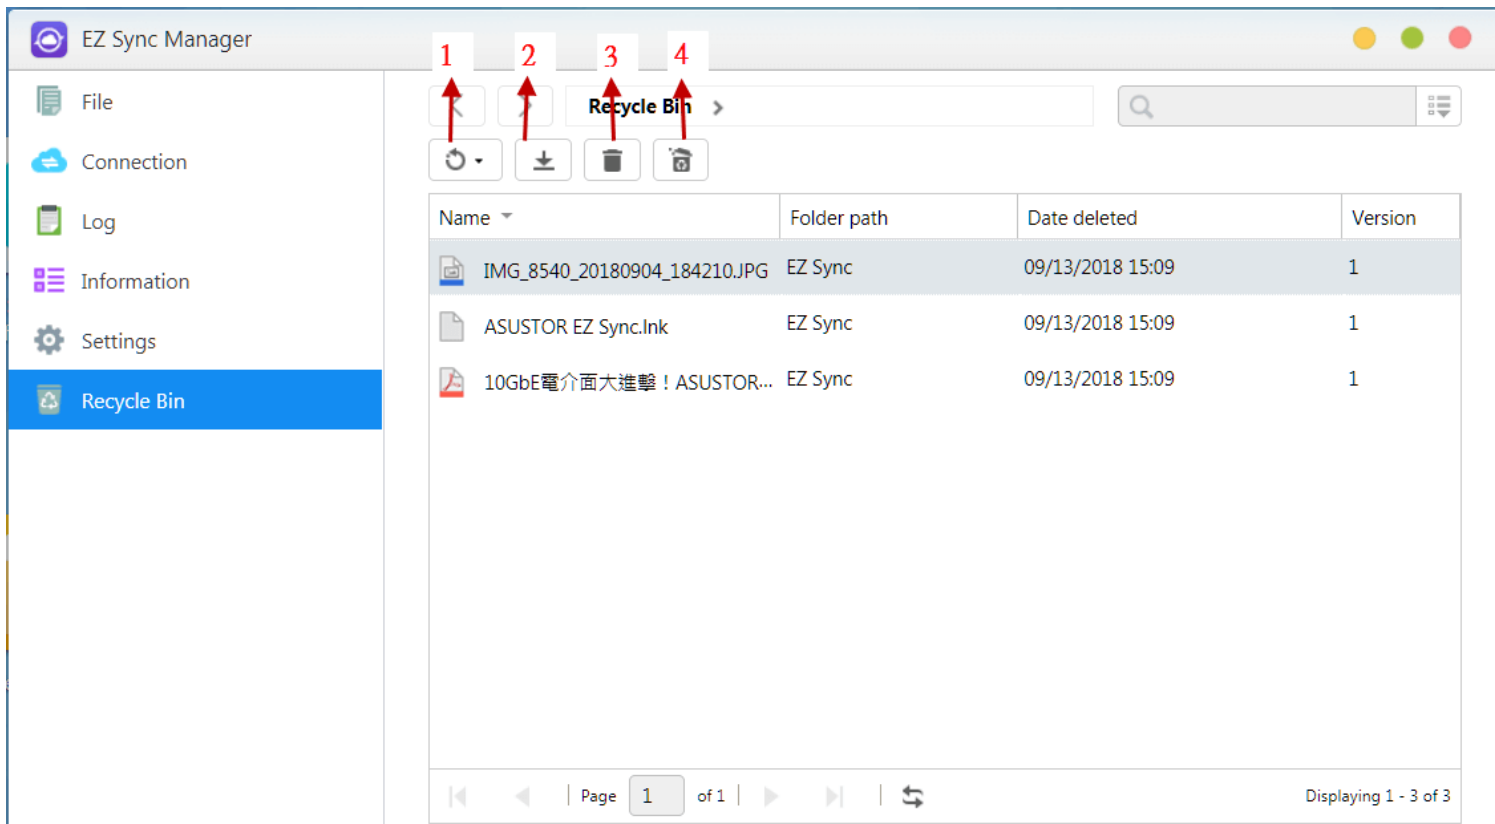 EZ Sync Manager
1 2 3 4
File
Connection
Log
Information
Settings
Recycle Bin
Recycle Bin
Name Folder path Date deleted Version
IMG_8540_20180904_184210.JPG EZ Sync 09/13/2018 15:09 1
ASUSTOR EZ Sync.lnk EZ Sync 09/13/2018 15:09 1
10GbE電介面大進擊！ASUSTOR... EZ Sync 09/13/2018 15:09 1
Page 1 of 1 Displaying 1 - 3 of 3